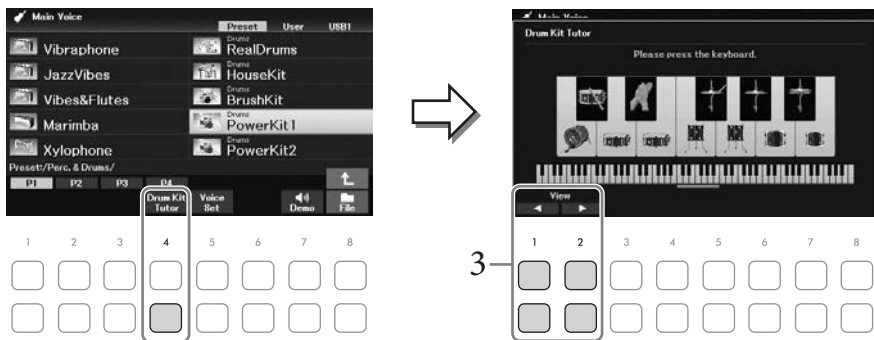 Main Voice
Preset User USB1
Vibraphone
JazzVibes
Vibes&Flutes
Marimba
Xylophone
Drums
RealDrums
Drums
HouseKit
Drums
BrushKit
Drums
PowerKit1
Drums
PowerKit2
Preset:/Perc. & Drums/
P1 P2 P3 P4
Drum Kit
Tutor
Voice
Set
Demo
File
1 2 3 4 5 6 7 8
Main Voice
Drum Kit Tutor
Please press the keyboard.
View
1 2 3 4 5 6 7 8
3